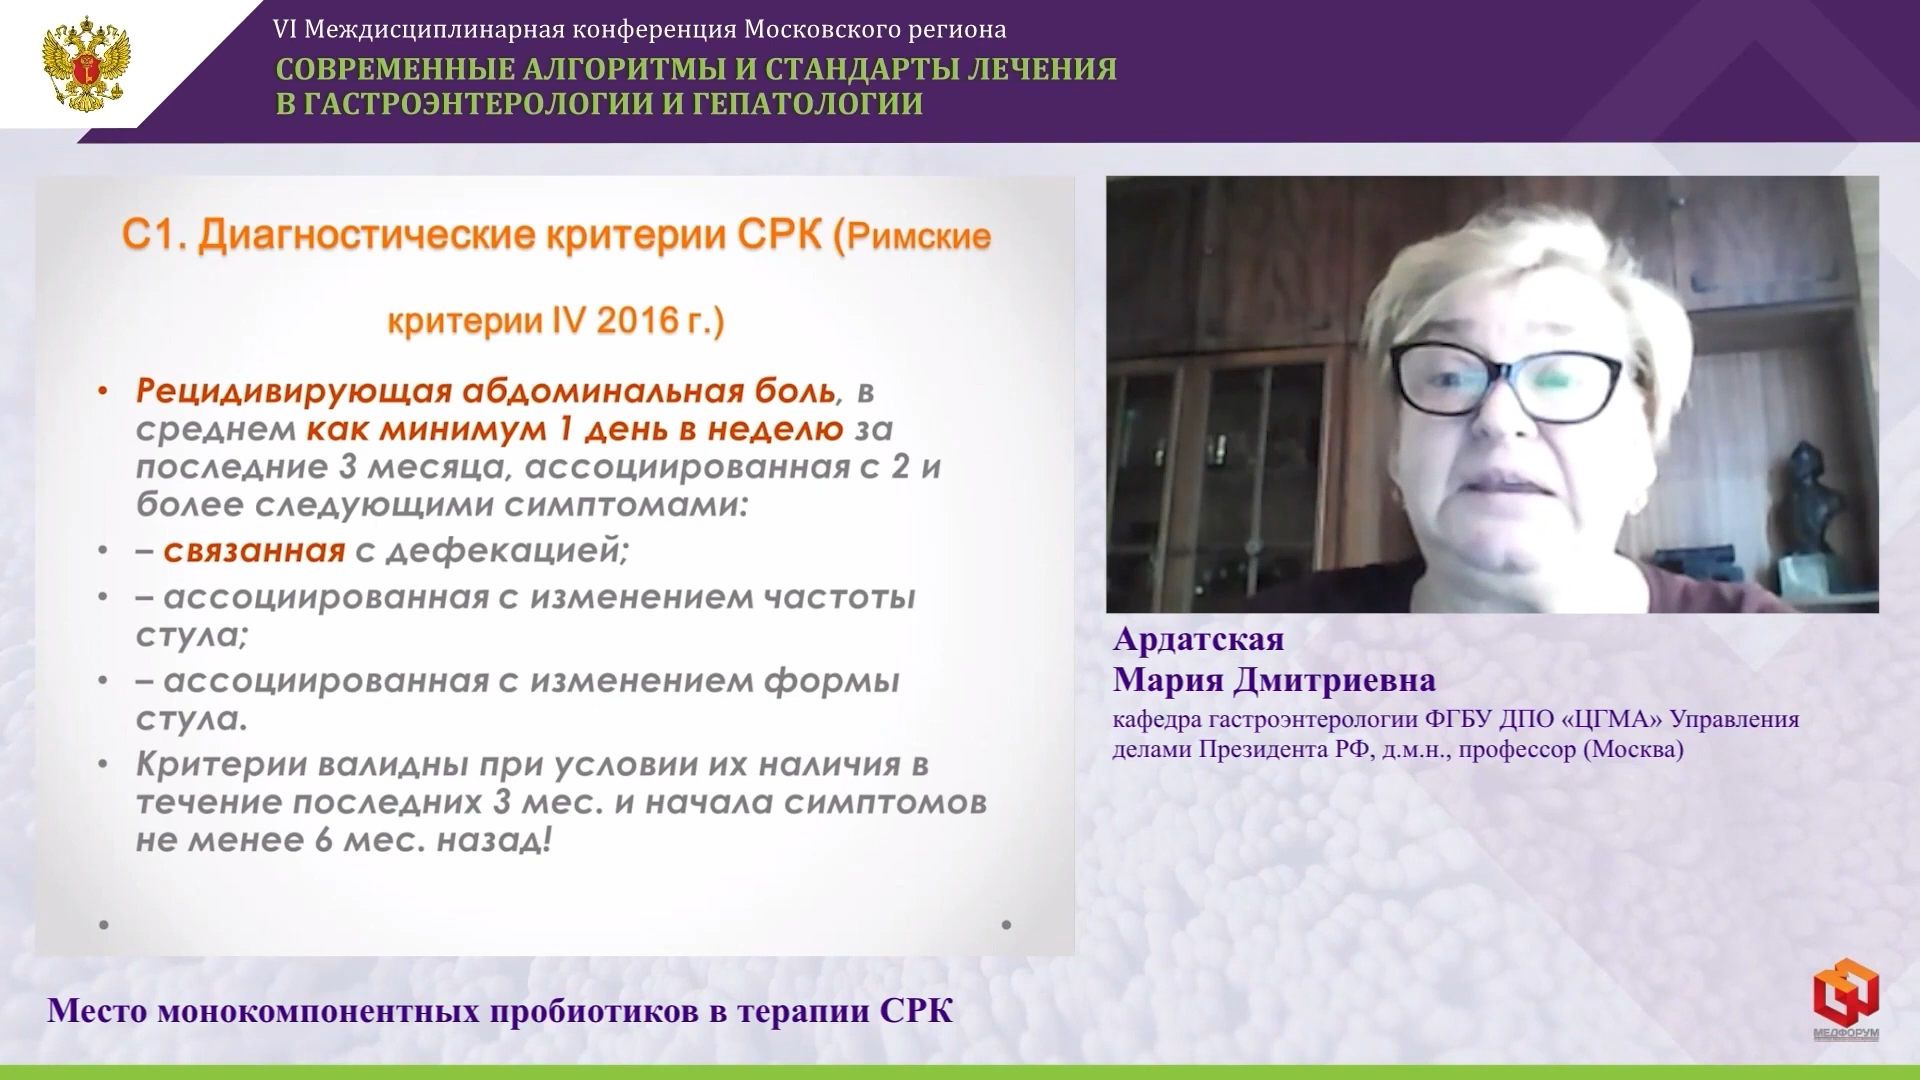 VI Междисциплинарная конференция Московского региона
СОВРЕМЕННЫЕ АЛГОРИТМЫ И СТАНДАРТЫ ЛЕЧЕНИЯ
В ГАСТРОЭНТЕРОЛОГИИ И ГЕПАТОЛОГИИ
С1. Диагностические критерии СРК (Римские
критерии IV 2016 г.)
• Рецидивирующая абдоминальная боль, в
среднем как минимум 1 день в неделю за
последние 3 месяца, ассоциированная с 2 и
более следующими симптомами:
• – связанная с дефекацией;
• – ассоциированная с изменением частоты
стула;
• – ассоциированная с изменением формы
стула.
• Критерии валидны при условии их наличия в
течение последних 3 мес. и начала симптомов
не менее 6 мес. назад!
Ардатская
Мария Дмитриевна
кафедра гастроэнтерологии ФГБУ ДПО «ЦГМА» Управления
делами Президента РФ, д.м.н., профессор (Москва)
Место монокомпонентных пробиотиков в терапии СРК
МЕДФОРУМ